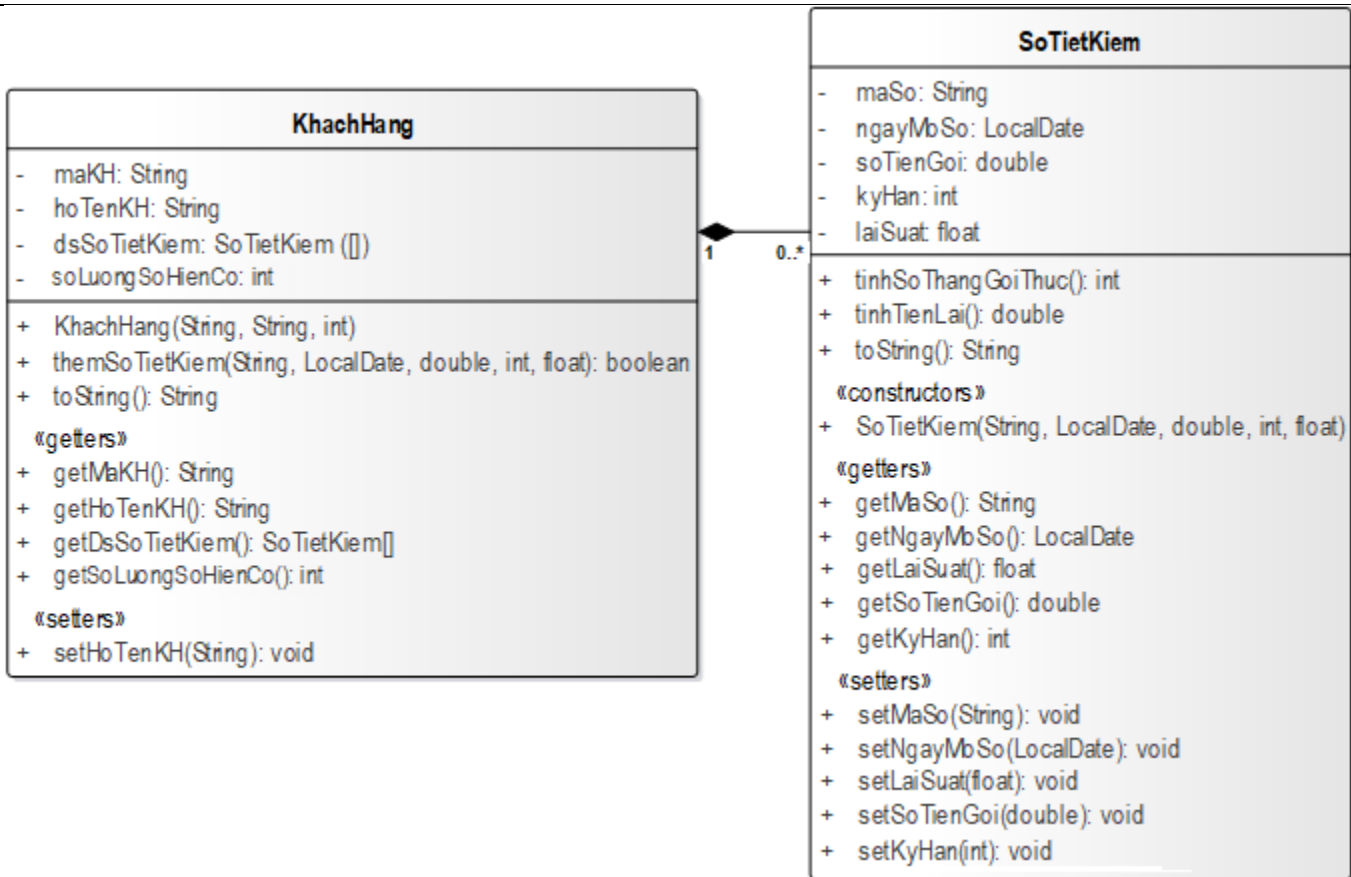 KhachHang
- maKH: String
- hoTenKH: String
- dsSoTietKiem: SoTietKiem ([])
- soLuongSoHienCo: int
+ KhachHang(String, String, int)
+ themSoTietKiem(String, LocalDate, double, int, float): boolean
+ toString(): String
«getters»
+ getMaKH(): String
+ getHoTenKH(): String
+ getDsSoTietKiem(): SoTietKiem[]
+ getSoLuongSoHienCo(): int
«setters»
+ setHoTenKH(String): void
1
0..*
SoTietKiem
- maSo: String
- ngayMoSo: LocalDate
- soTienGoi: double
- kyHan: int
- laiSuat: float
+ tinhSoThangGoiThuc(): int
+ tinhTienLai(): double
+ toString(): String
«constructors»
+ SoTietKiem(String, LocalDate, double, int, float)
«getters»
+ getMaSo(): String
+ getNgayMoSo(): LocalDate
+ getLaiSuat(): float
+ getSoTienGoi(): double
+ getKyHan(): int
«setters»
+ setMaSo(String): void
+ setNgayMoSo(LocalDate): void
+ setLaiSuat(float): void
+ setSoTienGoi(double): void
+ setKyHan(int): void